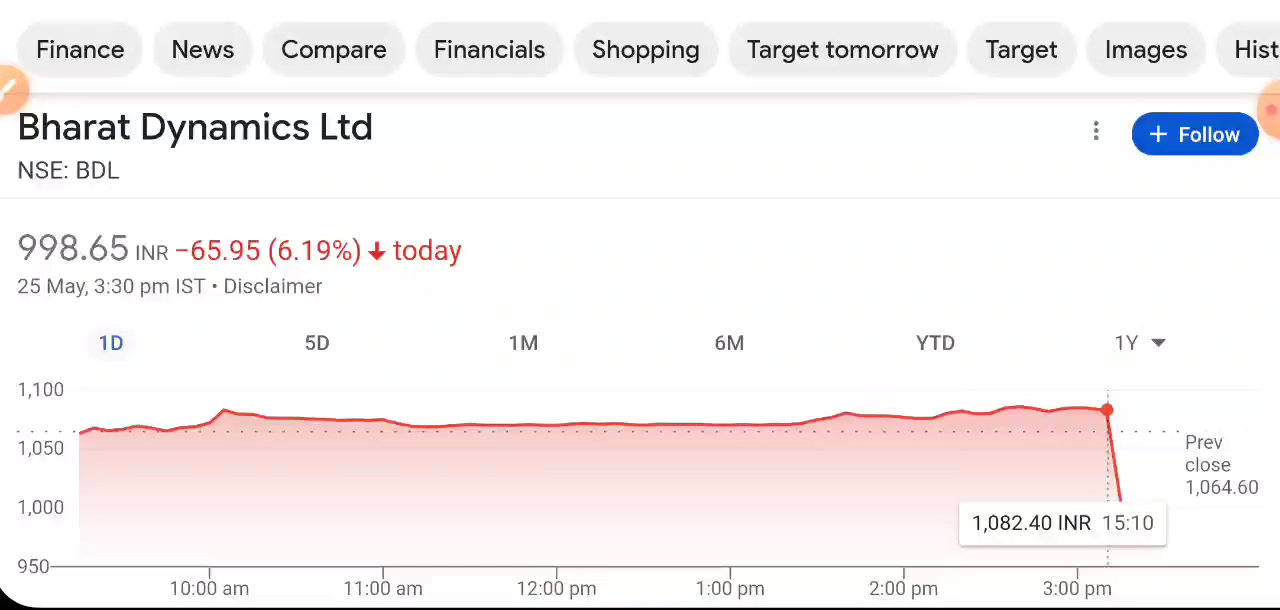 Finance News Compare Financials Shopping Target tomorrow Target Images
Bharat Dynamics Ltd
+ Follow
NSE: BDL
998.65 INR −65.95 (6.19%) ↓ today
25 May, 3:30 pm IST • Disclaimer
1D 5D 1M 6M YTD 1Y
1,100
1,050
1,000
950
Prev
close
1,064.60
1,082.40 INR 15:10
10:00 am 11:00 am 12:00 pm 1:00 pm 2:00 pm 3:00 pm